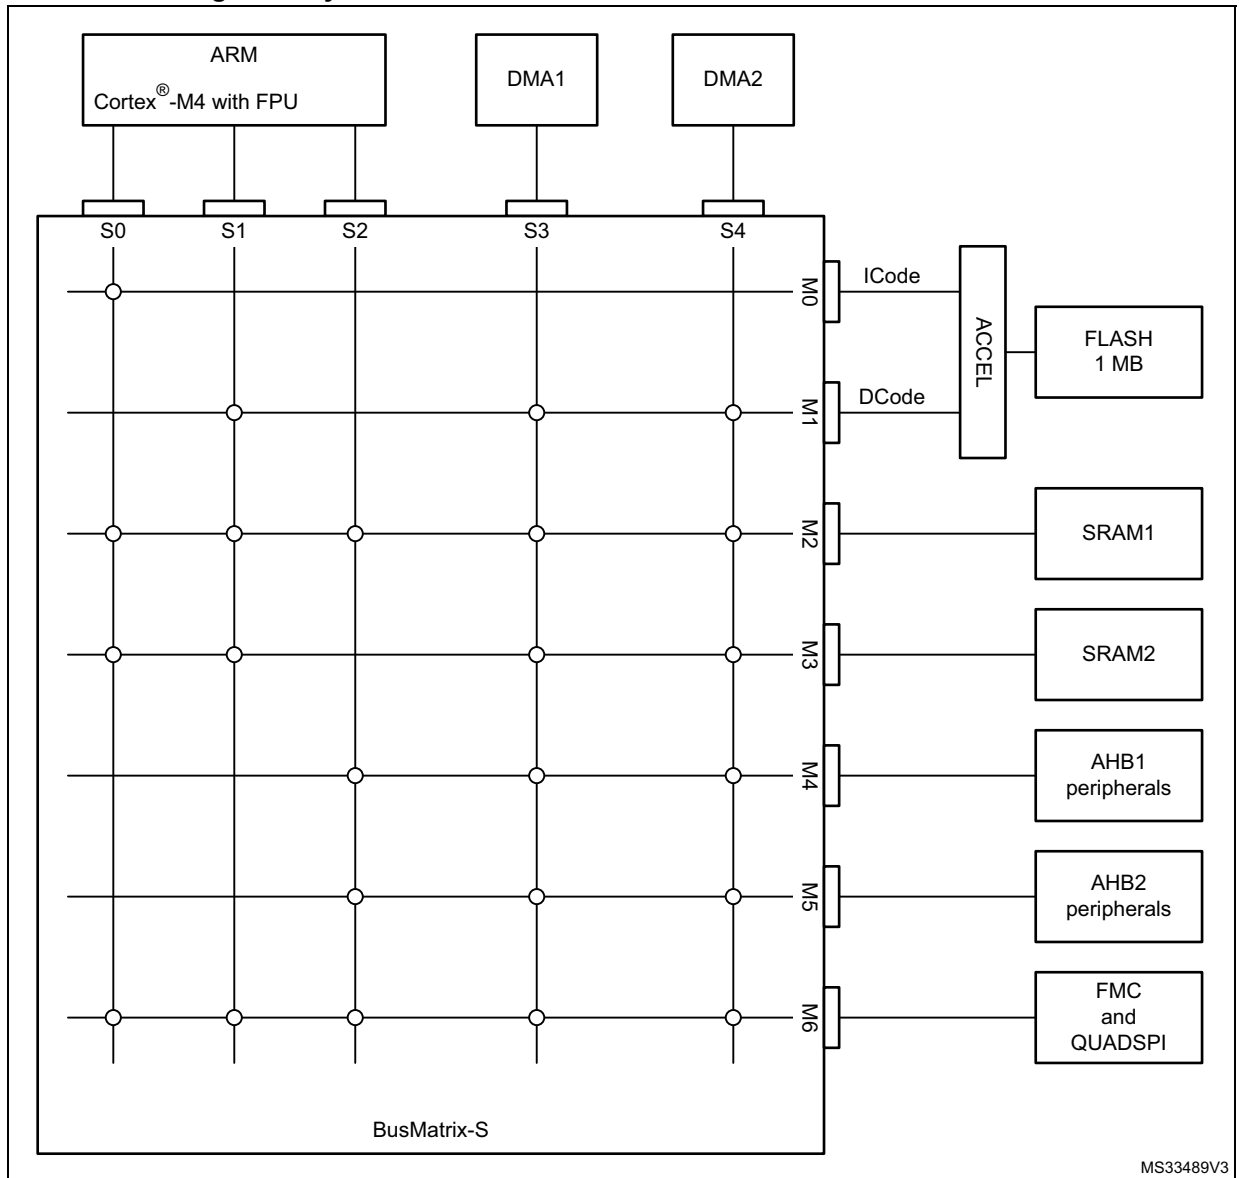 ARM
Cortex®-M4 with FPU
DMA1
DMA2
S0
S1
S2
S3
S4
M0
ICode
ACCEL
FLASH
1 MB
M1
DCode
M2
SRAM1
M3
SRAM2
M4
AHB1
peripherals
M5
AHB2
peripherals
M6
FMC
and
QUADSPI
BusMatrix-S
MS33489V3